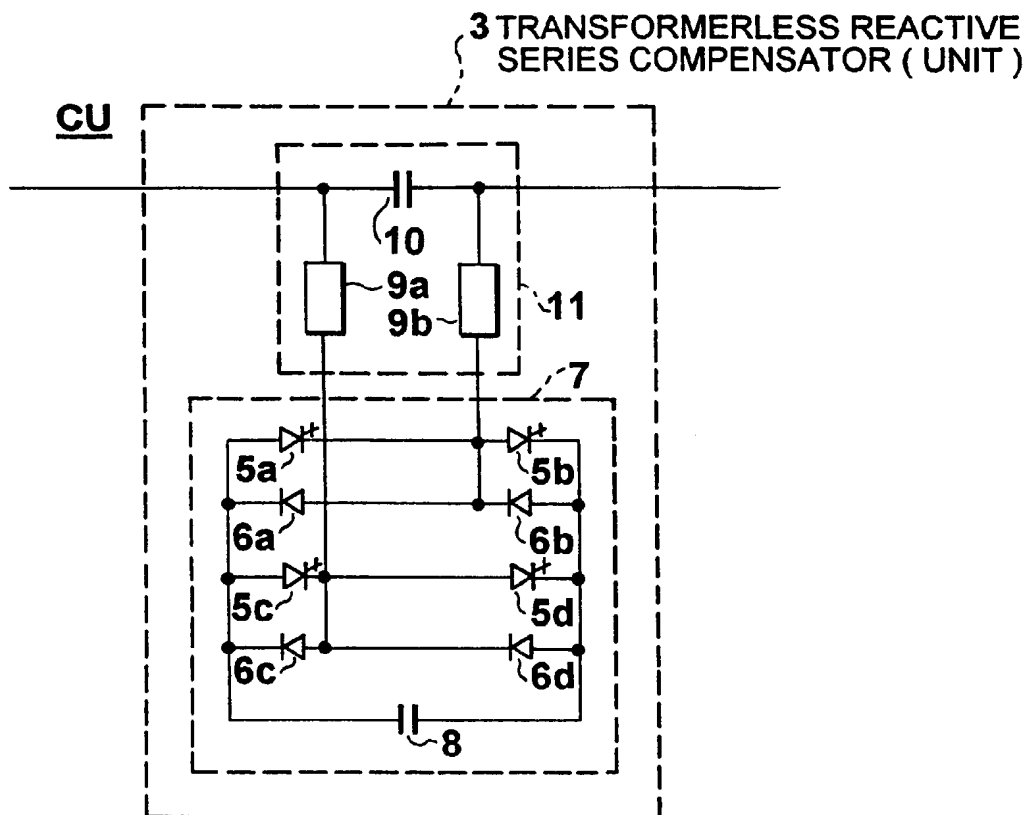 3 TRANSFORMERLESS REACTIVE
SERIES COMPENSATOR ( UNIT )
CU
10
9a
9b
11
7
5a
5b
6a
6b
5c
5d
6c
6d
8